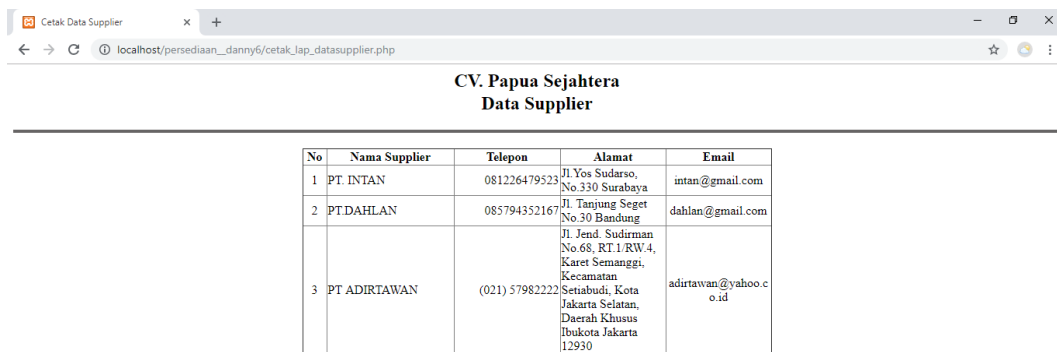 Cetak Data Supplier
localhost/persediaan__danny6/cetak_lap_datasupplier.php
CV. Papua Sejahtera
Data Supplier
No Nama Supplier Telepon Alamat Email
1 PT. INTAN 081226479523 Jl.Yos Sudarso, No.330 Surabaya intan@gmail.com
2 PT.DAHLAN 085794352167 Jl. Tanjung Seget No.30 Bandung dahlan@gmail.com
3 PT ADIRTAWAN (021) 57982222 Jl. Jend. Sudirman No.68, RT.1/RW.4, Karet Semanggi, Kecamatan Setiabudi, Kota Jakarta Selatan, Daerah Khusus Ibukota Jakarta 12930 adirtawan@yahoo.co.id